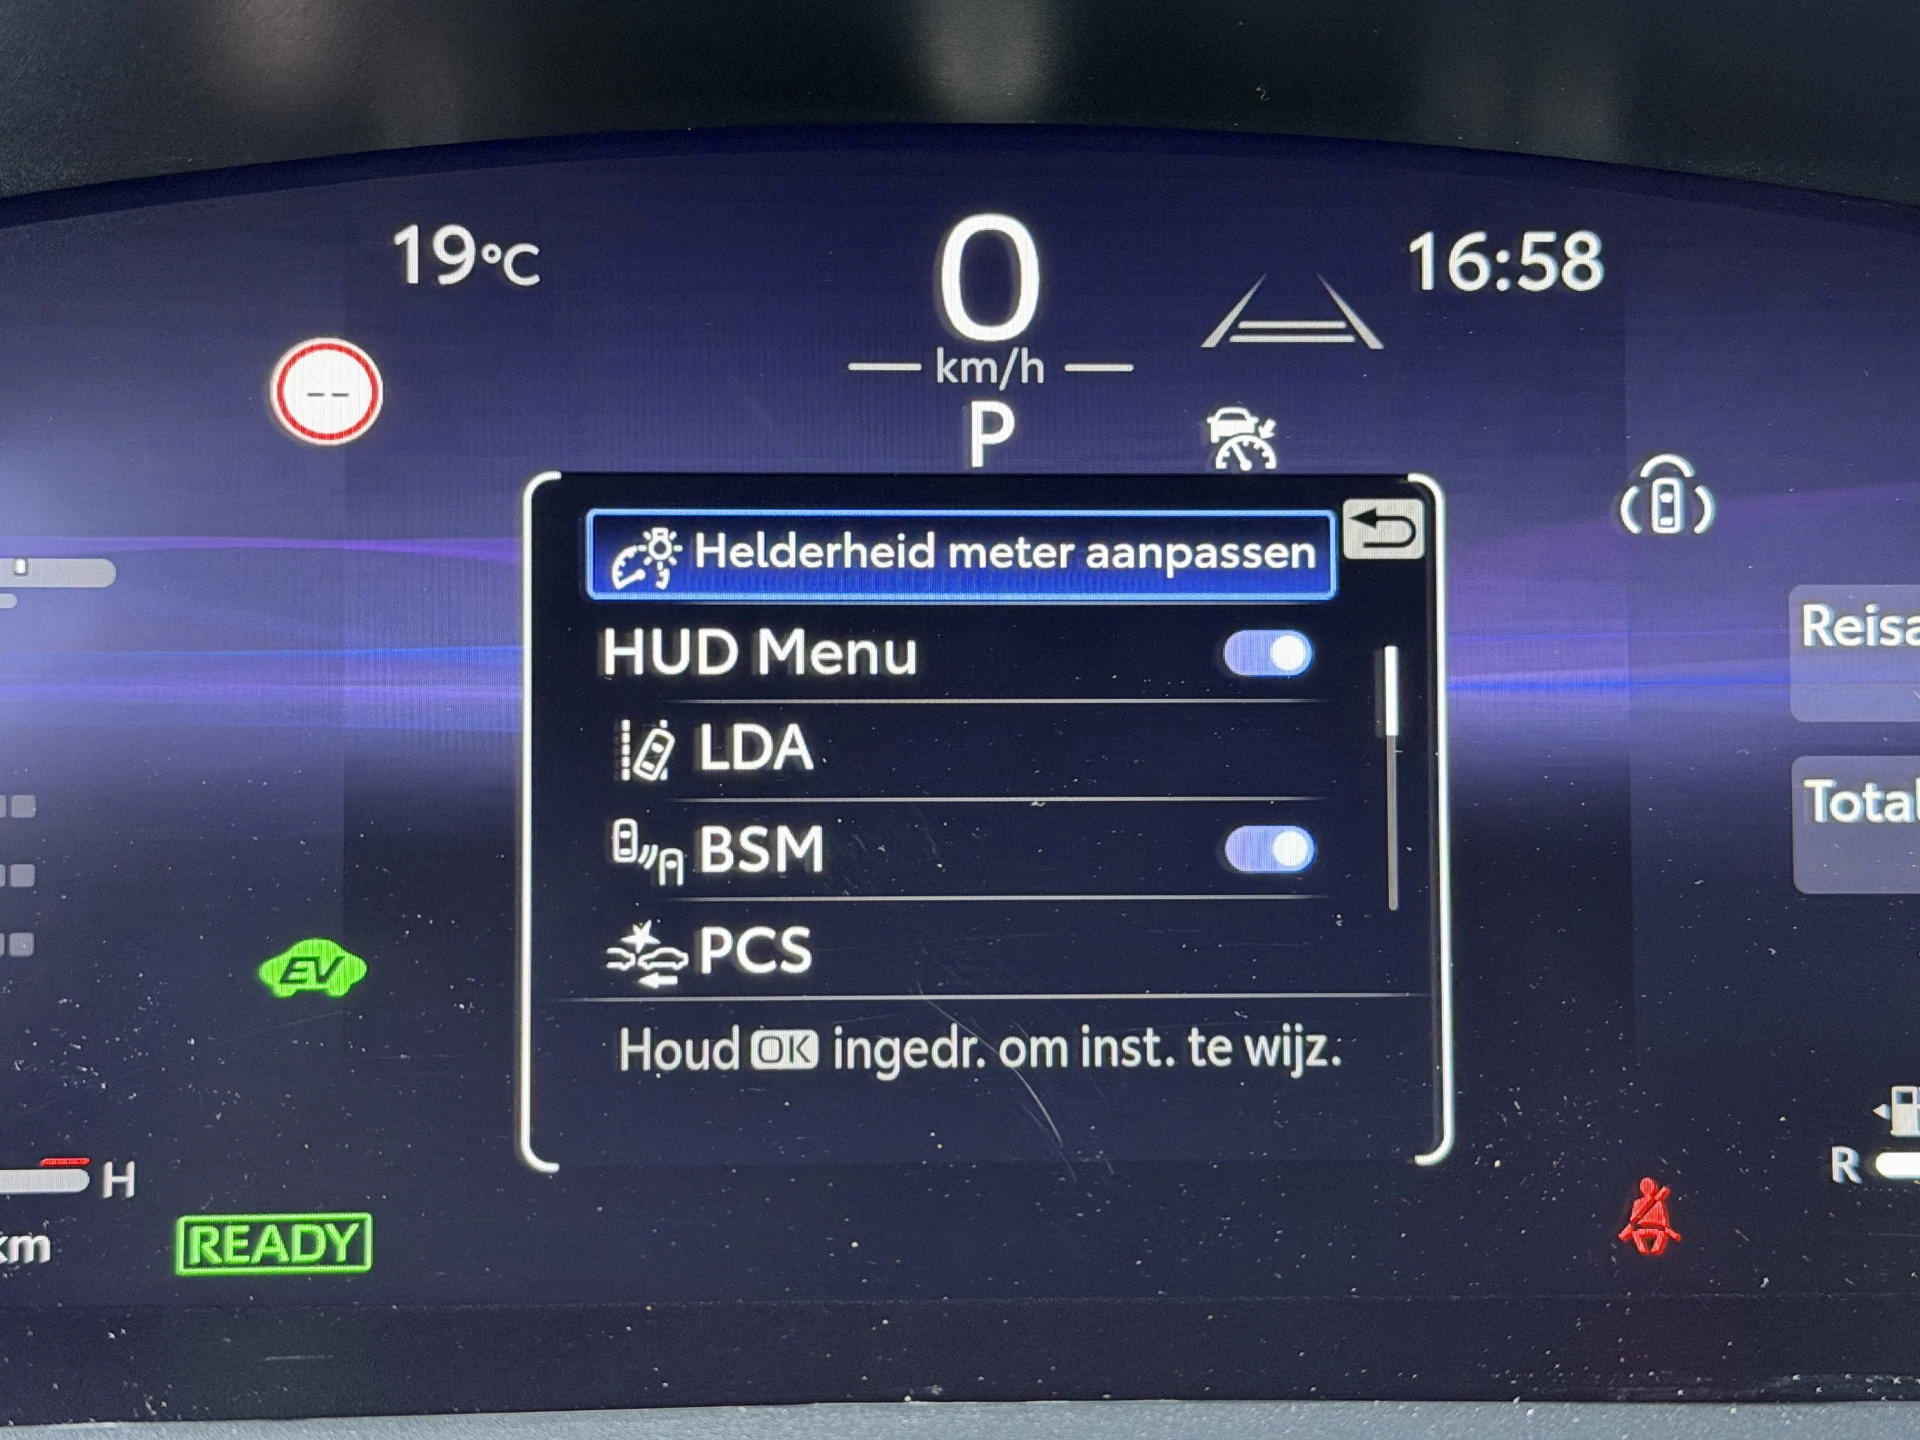 19°C
0
16:58
km/h
--
P
Helderheid meter aanpassen
HUD Menu
LDA
BSM
PCS
Houd OK ingedr. om inst. te wijz.
Reisa
Total
EV
H
R
km
READY